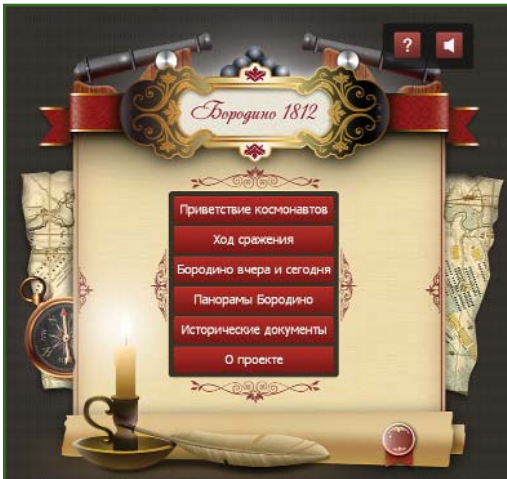 ?
Бородино 1812
Приветствие космонавтов
Ход сражения
Бородино вчера и сегодня
Панорамы Бородино
Исторические документы
О проекте